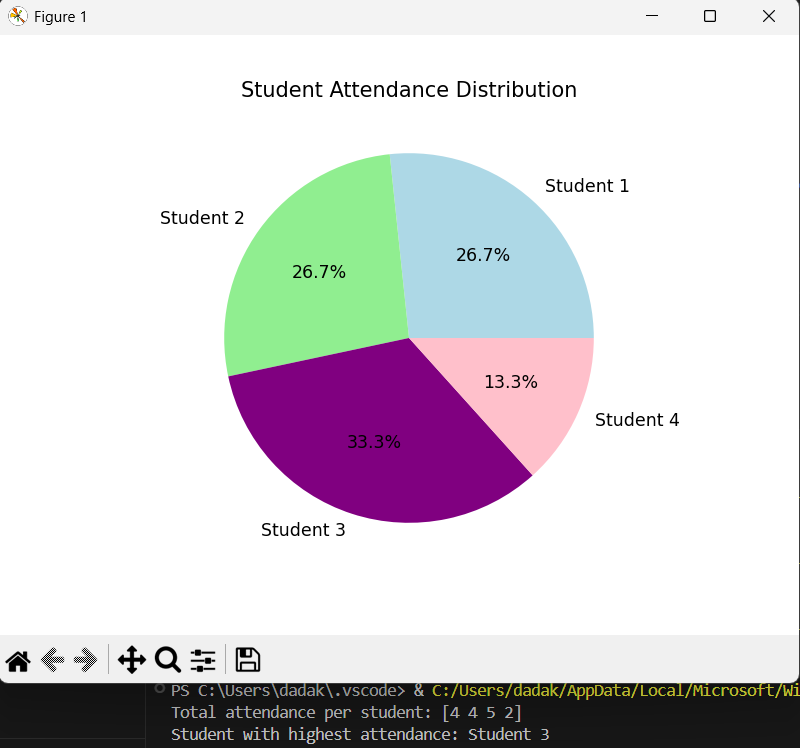 Figure 1
Student Attendance Distribution
Student 1
Student 2
26.7%
26.7%
13.3%
Student 4
33.3%
Student 3
PS C:\Users\dadak\.vscode> & C:/Users/dadak/AppData/Local/Microsoft/Wi
Total attendance per student: [4 4 5 2]
Student with highest attendance: Student 3